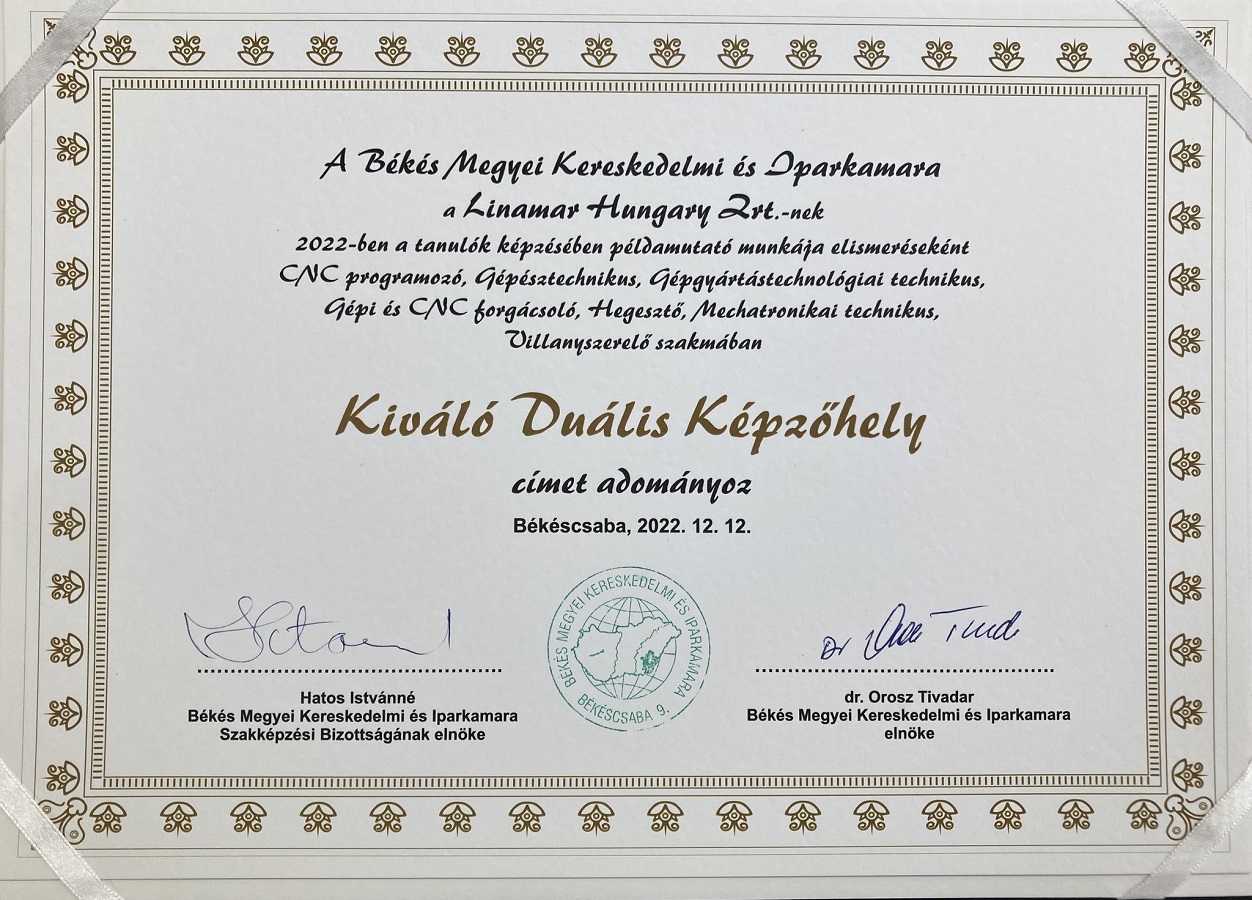 A Békés Megyei Kereskedelmi és Iparkamara
a Linamar Hungary Zrt.-nek
2022-ben a tanulók képzésében példamutató munkája elismeréseként
CNC programozó, Gépésztechnikus, Gépgyártástechnológiai technikus,
Gépi és CNC forgácsoló, Hegesztő, Mechatronikai technikus,
Villanyszerelő szakmában
Kiváló Duális Képzőhely
címet adományoz
Békéscsaba, 2022. 12. 12.
BÉKÉS MEGYEI KERESKEDELMI ÉS IPARKAMARA
BÉKÉSCSABA 9.
Dr
Hatos Istvánné
Békés Megyei Kereskedelmi és Iparkamara
Szakképzési Bizottságának elnöke
dr. Orosz Tivadar
Békés Megyei Kereskedelmi és Iparkamara
elnöke